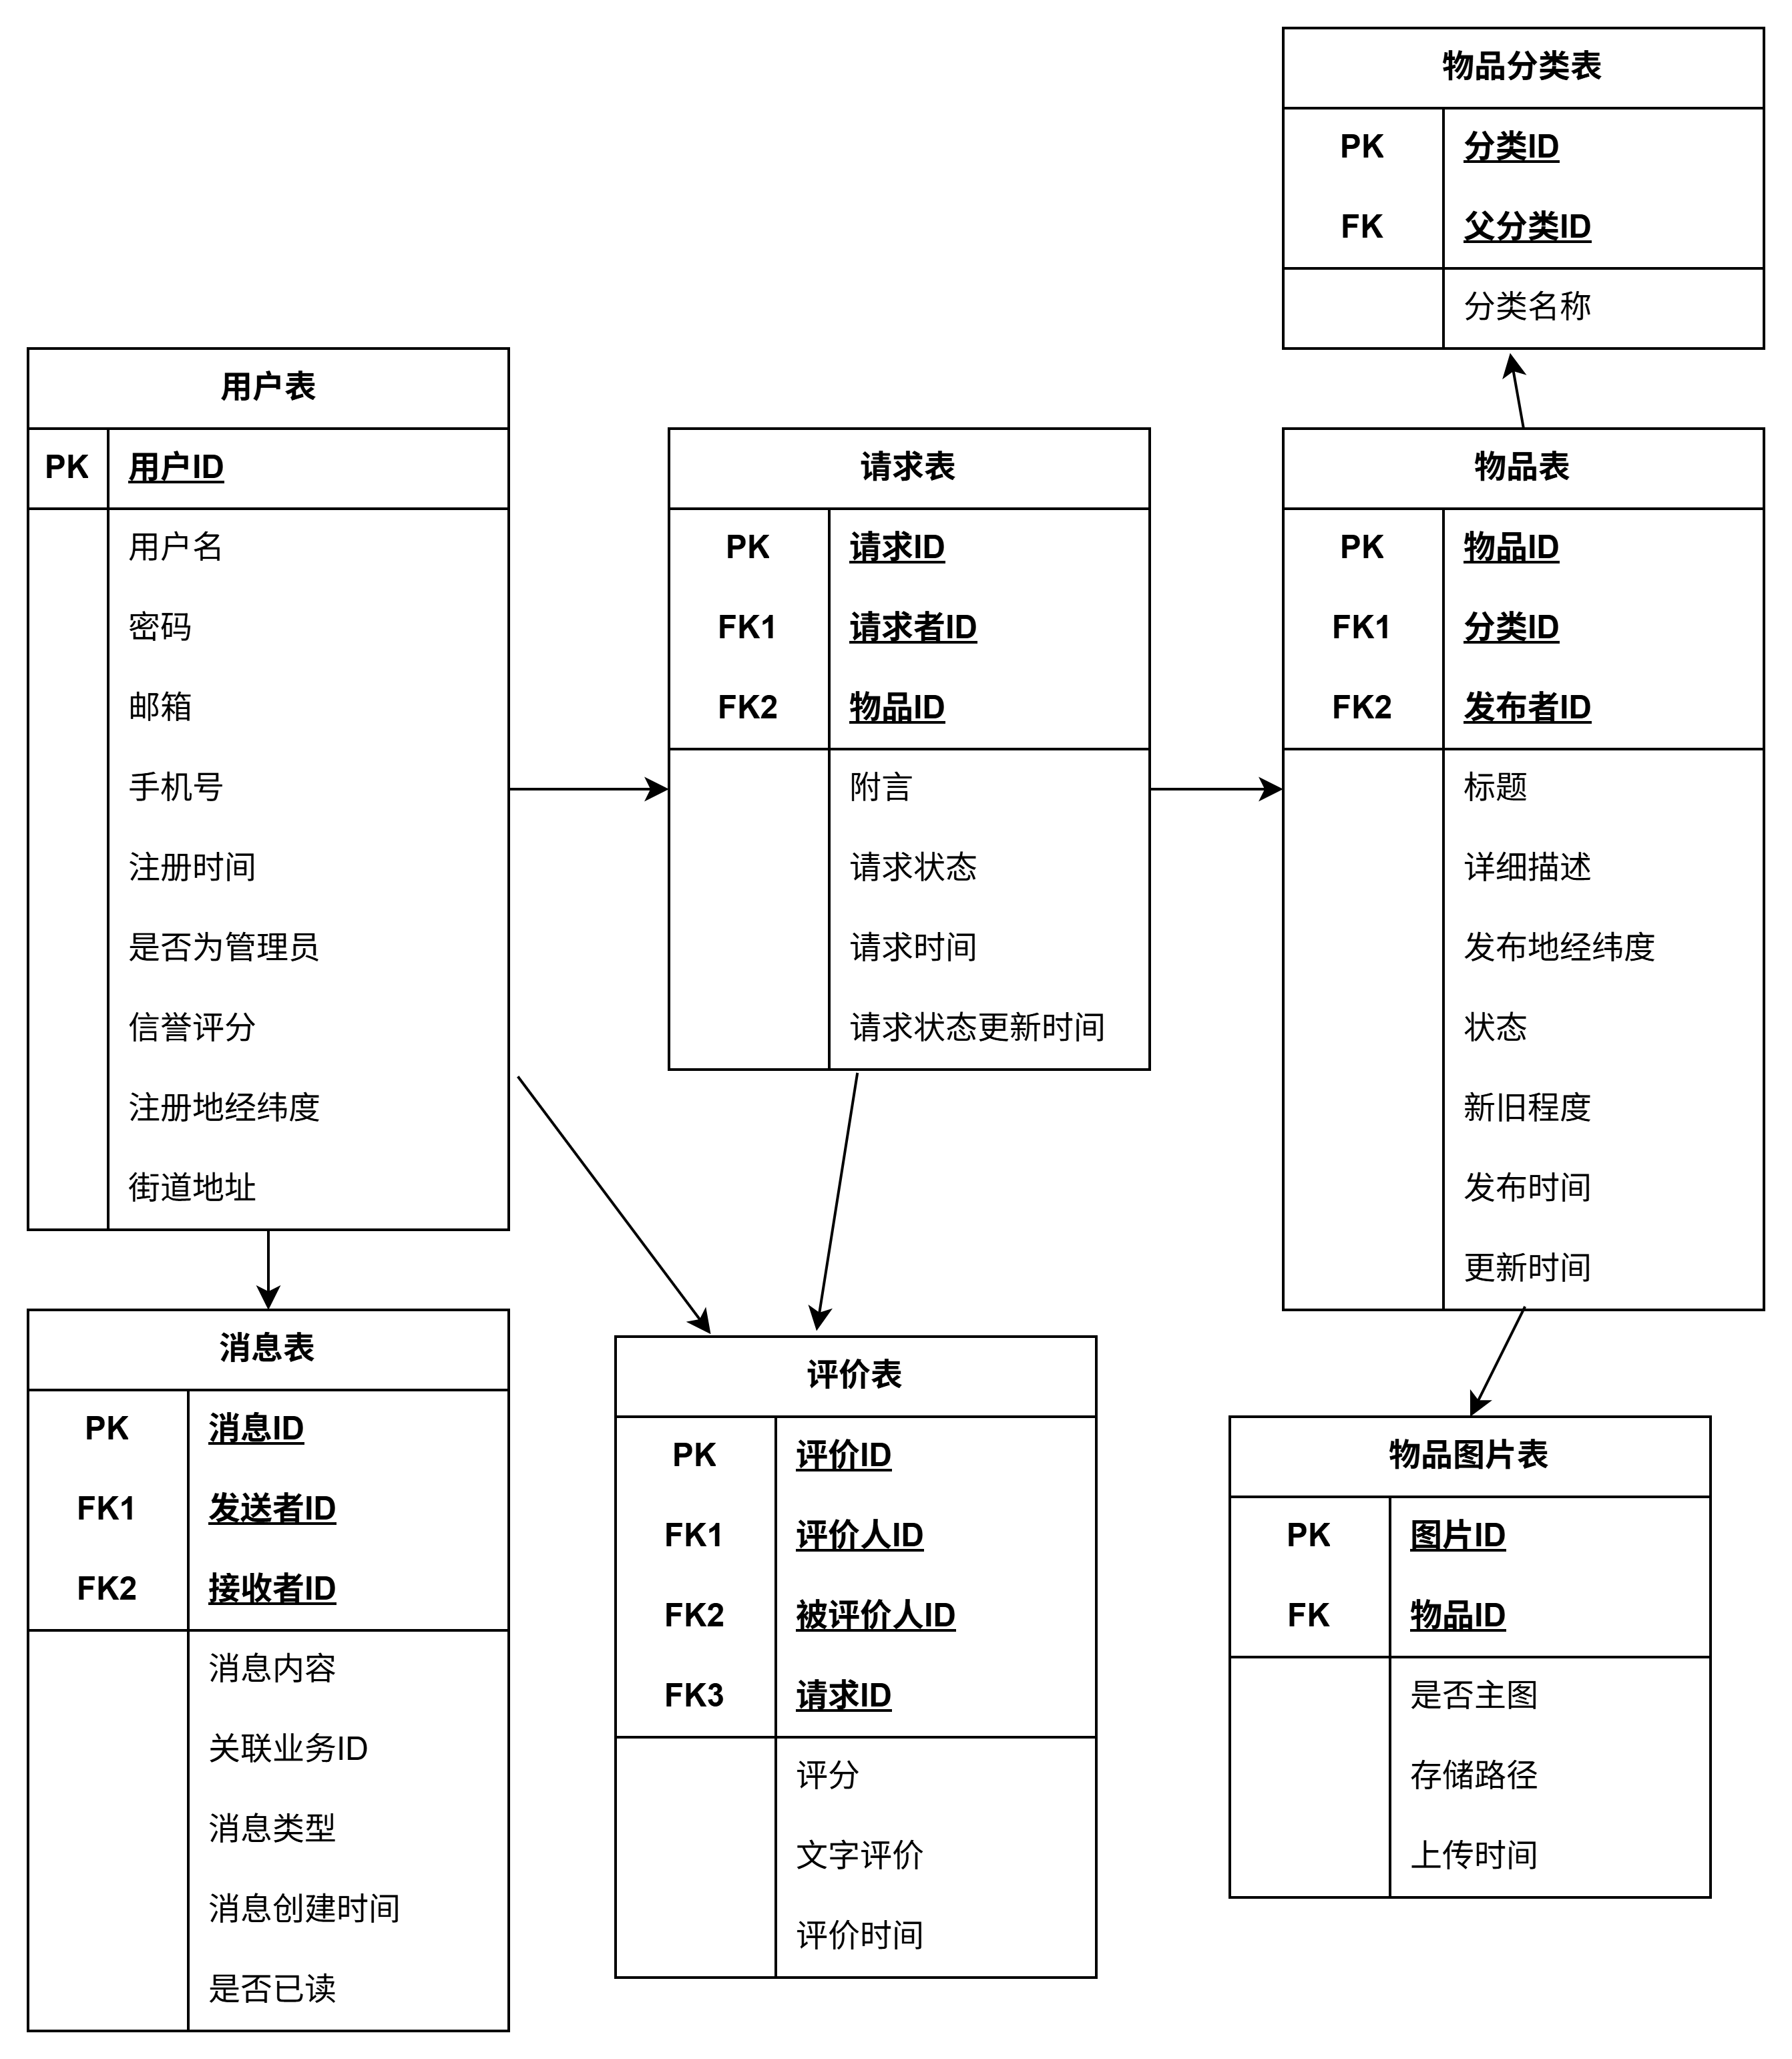 物品分类表
PK 分类ID
FK 父分类ID
分类名称
用户表
PK 用户ID
用户名
密码
邮箱
手机号
注册时间
是否为管理员
信誉评分
注册地经纬度
街道地址
请求表
PK 请求ID
FK1 请求者ID
FK2 物品ID
附言
请求状态
请求时间
请求状态更新时间
物品表
PK 物品ID
FK1 分类ID
FK2 发布者ID
标题
详细描述
发布地经纬度
状态
新旧程度
发布时间
更新时间
消息表
PK 消息ID
FK1 发送者ID
FK2 接收者ID
消息内容
关联业务ID
消息类型
消息创建时间
是否已读
评价表
PK 评价ID
FK1 评价人ID
FK2 被评价人ID
FK3 请求ID
评分
文字评价
评价时间
物品图片表
PK 图片ID
FK 物品ID
是否主图
存储路径
上传时间